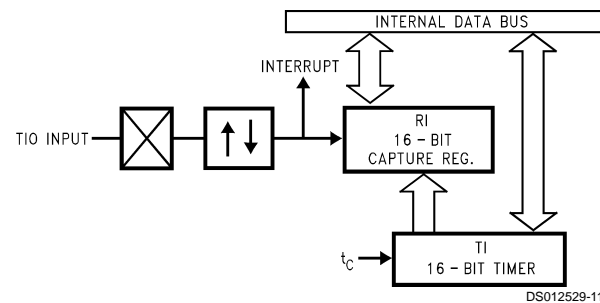 INTERNAL DATA BUS
INTERRUPT
TIO INPUT
RI
16 – BIT
CAPTURE REG.
tC
TI
16 – BIT TIMER
DS012529-11